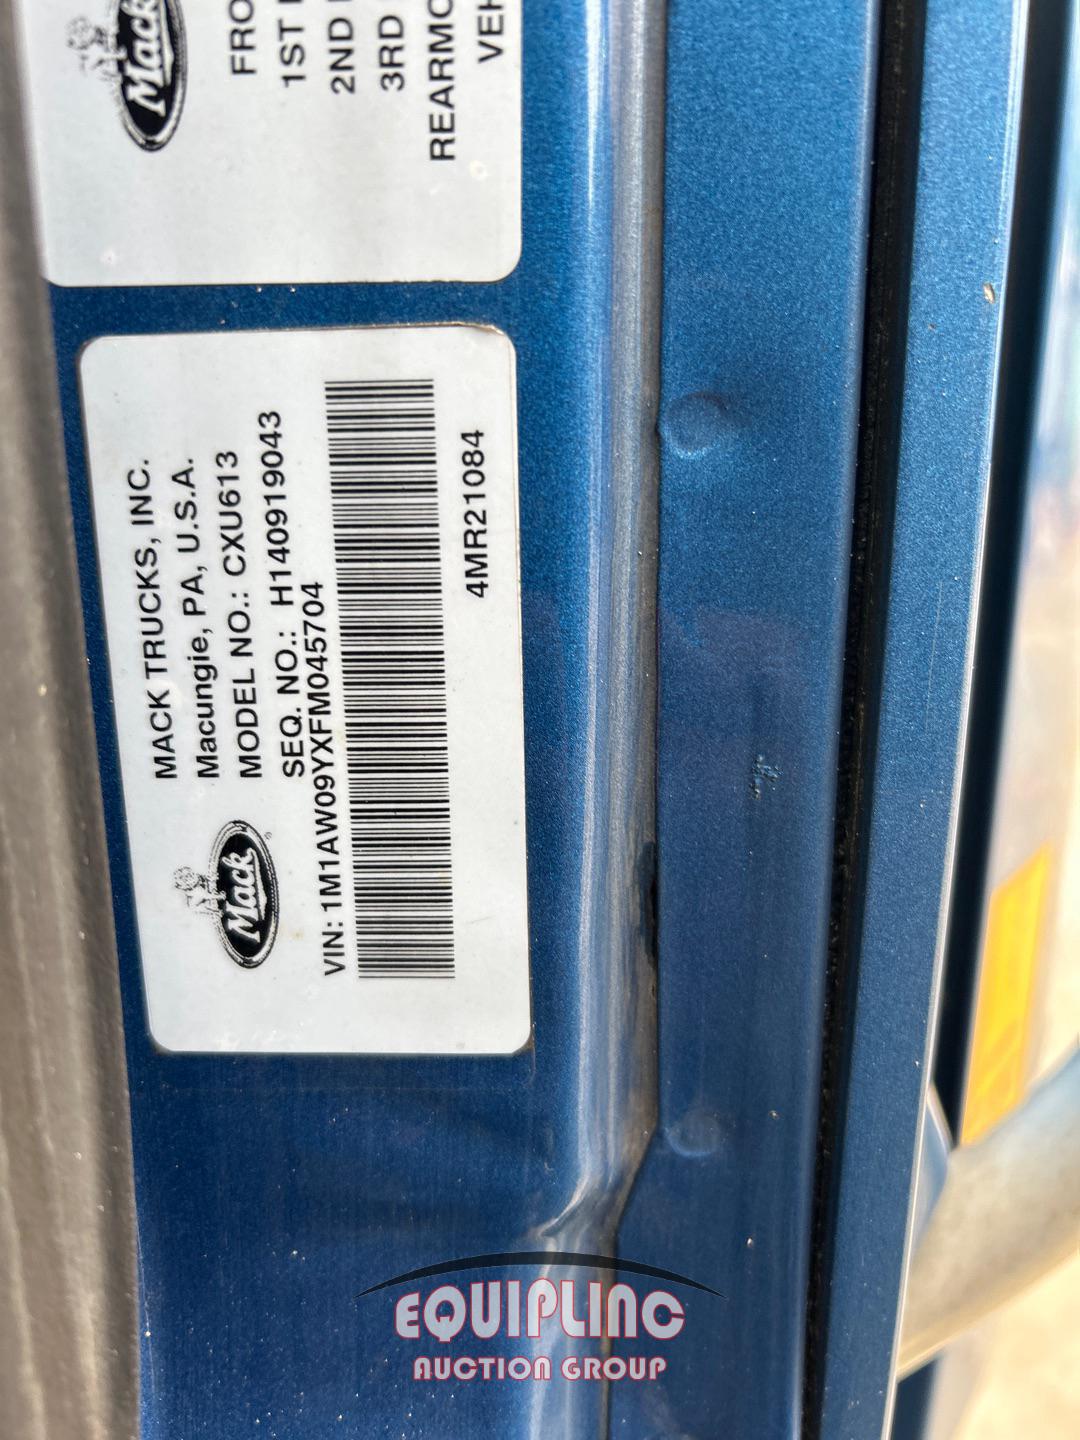 MACK TRUCKS, INC.
Macungie, PA, U.S.A.
MODEL NO.: CXU613
SEQ. NO.: H140919043
VIN: 1M1AW09YXFM045704
4MR21084
Mack
Mack
FRO
1ST
2ND
3RD
REARMO
VEH
EQUIPLINC
AUCTION GROUP